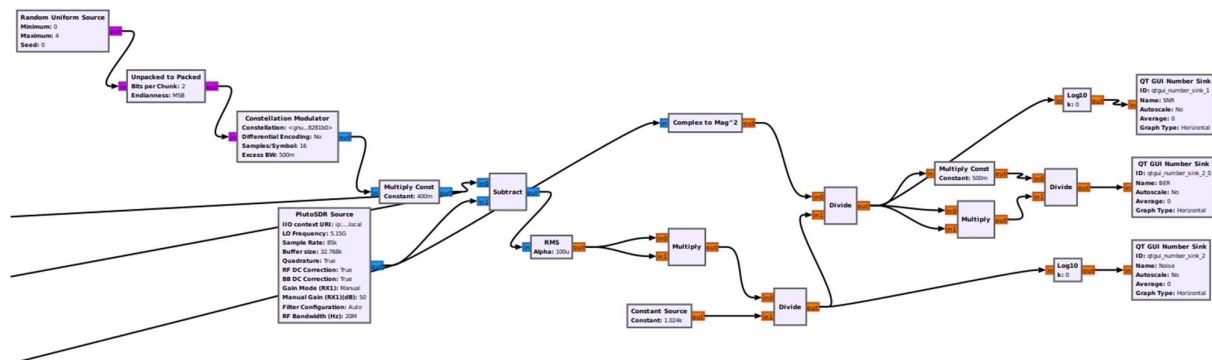 Random Uniform Source
Minimum: 0
Maximum: 4
Seed: 0
out
in
Unpacked to Packed
Bits per Chunk: 2
Endianness: MSB
out
in
Constellation Modulator
Constellation: <gnu...8281b0>
Differential Encoding: No
Samples/Symbol: 16
Excess BW: 500m
out
in
Multiply Const
Constant: 400m
out
PlutoSDR Source
IIO context URI: ip:...local
LO Frequency: 5.15G
Sample Rate: 85k
Buffer size: 32.768k
Quadrature: True
RF DC Correction: True
BB DC Correction: True
Gain Mode (RX1): Manual
Manual Gain (RX1)(dB): 50
Filter Configuration: Auto
RF Bandwidth (Hz): 20M
out
in0
in1
Subtract
out
in
Complex to Mag^2
out
in
RMS
Alpha: 100u
out
in0
in1
Multiply
out
Constant Source
Constant: 1.024k
out
in0
in1
Divide
out
in0
in1
Divide
out
in
Log10
k: 0
out
in
QT GUI Number Sink
ID: qtgui_number_sink_1
Name: SNR
Autoscale: No
Average: 0
Graph Type: Horizontal
in
Multiply Const
Constant: 500m
out
in0
in1
Multiply
out
in0
in1
Divide
out
in
QT GUI Number Sink
ID: qtgui_number_sink_2_0
Name: BER
Autoscale: No
Average: 0
Graph Type: Horizontal
in
Log10
k: 0
out
in
QT GUI Number Sink
ID: qtgui_number_sink_2
Name: Noise
Autoscale: No
Average: 0
Graph Type: Horizontal